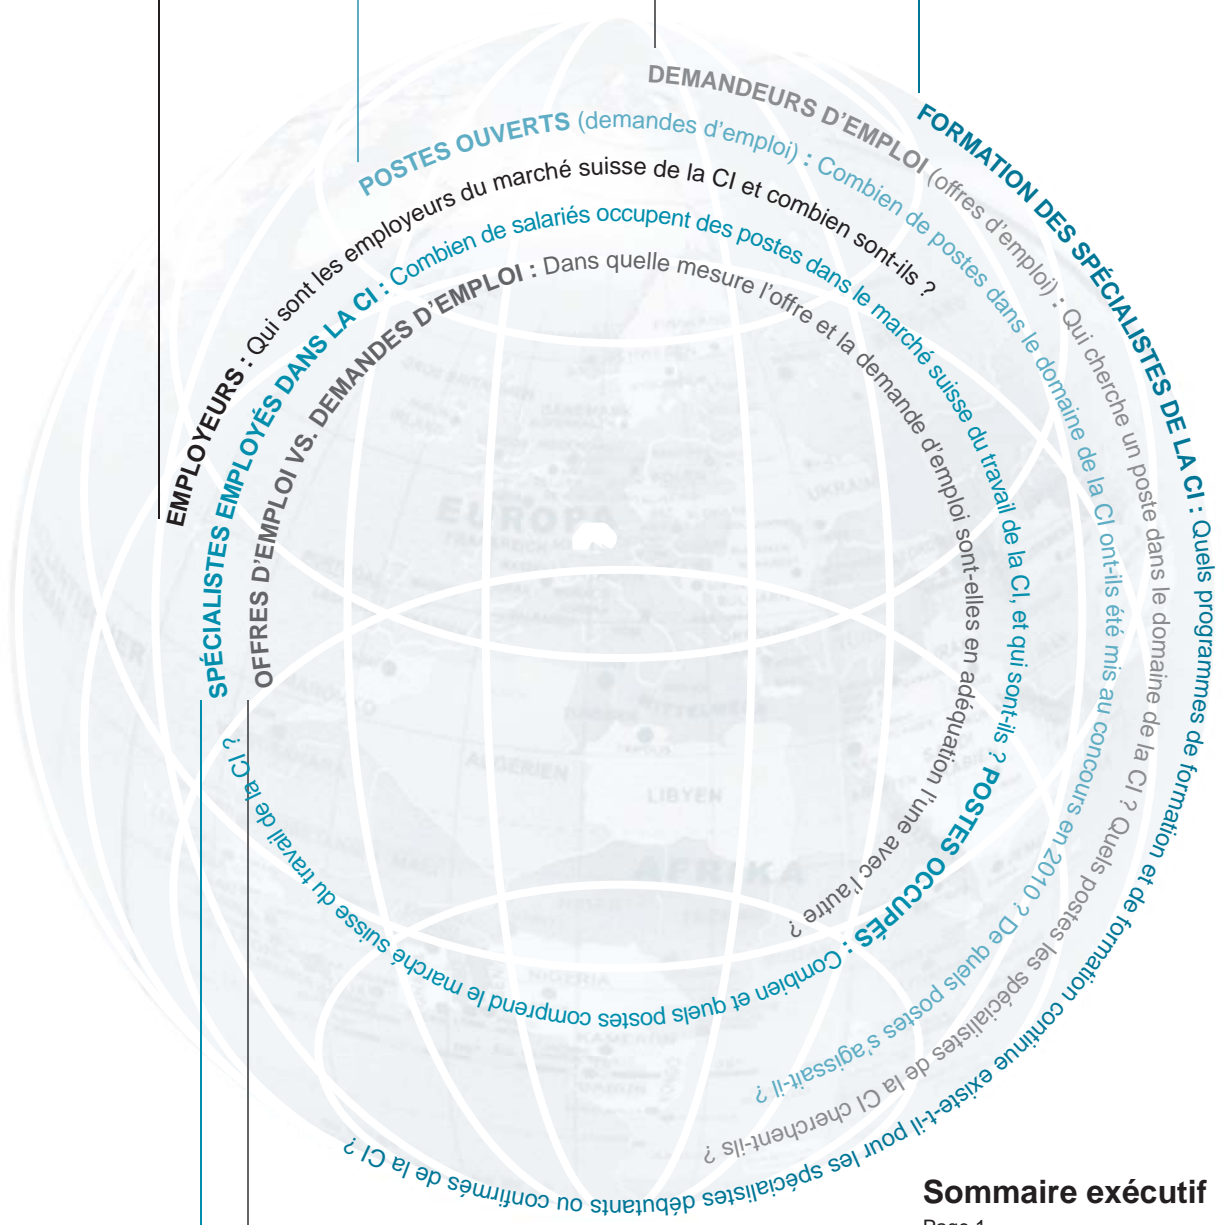 DEMANDEURS D'EMPLOI (offres d'emploi) : Qui cherche un poste dans le domaine de la CI ? Quels postes les spécialistes de la CI cherchent-ils ?
FORMATION DES SPÉCIALISTES DE LA CI : Quels programmes de formation et de formation continue existe-t-il pour les spécialistes débutants ou confirmés de la CI ?
POSTES OUVERTS (demandes d'emploi) : Combien de postes dans le domaine de la CI ont-ils été mis au concours en 2010 ? De quels postes s'agissait-il ?
EMPLOYEURS : Qui sont les employeurs du marché suisse de la CI et combien sont-ils ?
SPÉCIALISTES EMPLOYÉS DANS LA CI : Combien de salariés occupent des postes dans le marché suisse du travail de la CI, et qui sont-ils ? POSTES OCCUPÉS : Combien et quels postes comprend le marché suisse du travail de la CI ?
OFFRES D'EMPLOI VS. DEMANDES D'EMPLOI : Dans quelle mesure l'offre et la demande d'emploi sont-elles en adéquation l'une avec l'autre ?
UKRAINE
EUROPA
ALGERIEN
LIBYEN
AFRIKA
NIGERIA
KAMERUN
Sommaire exécutif
Page 1